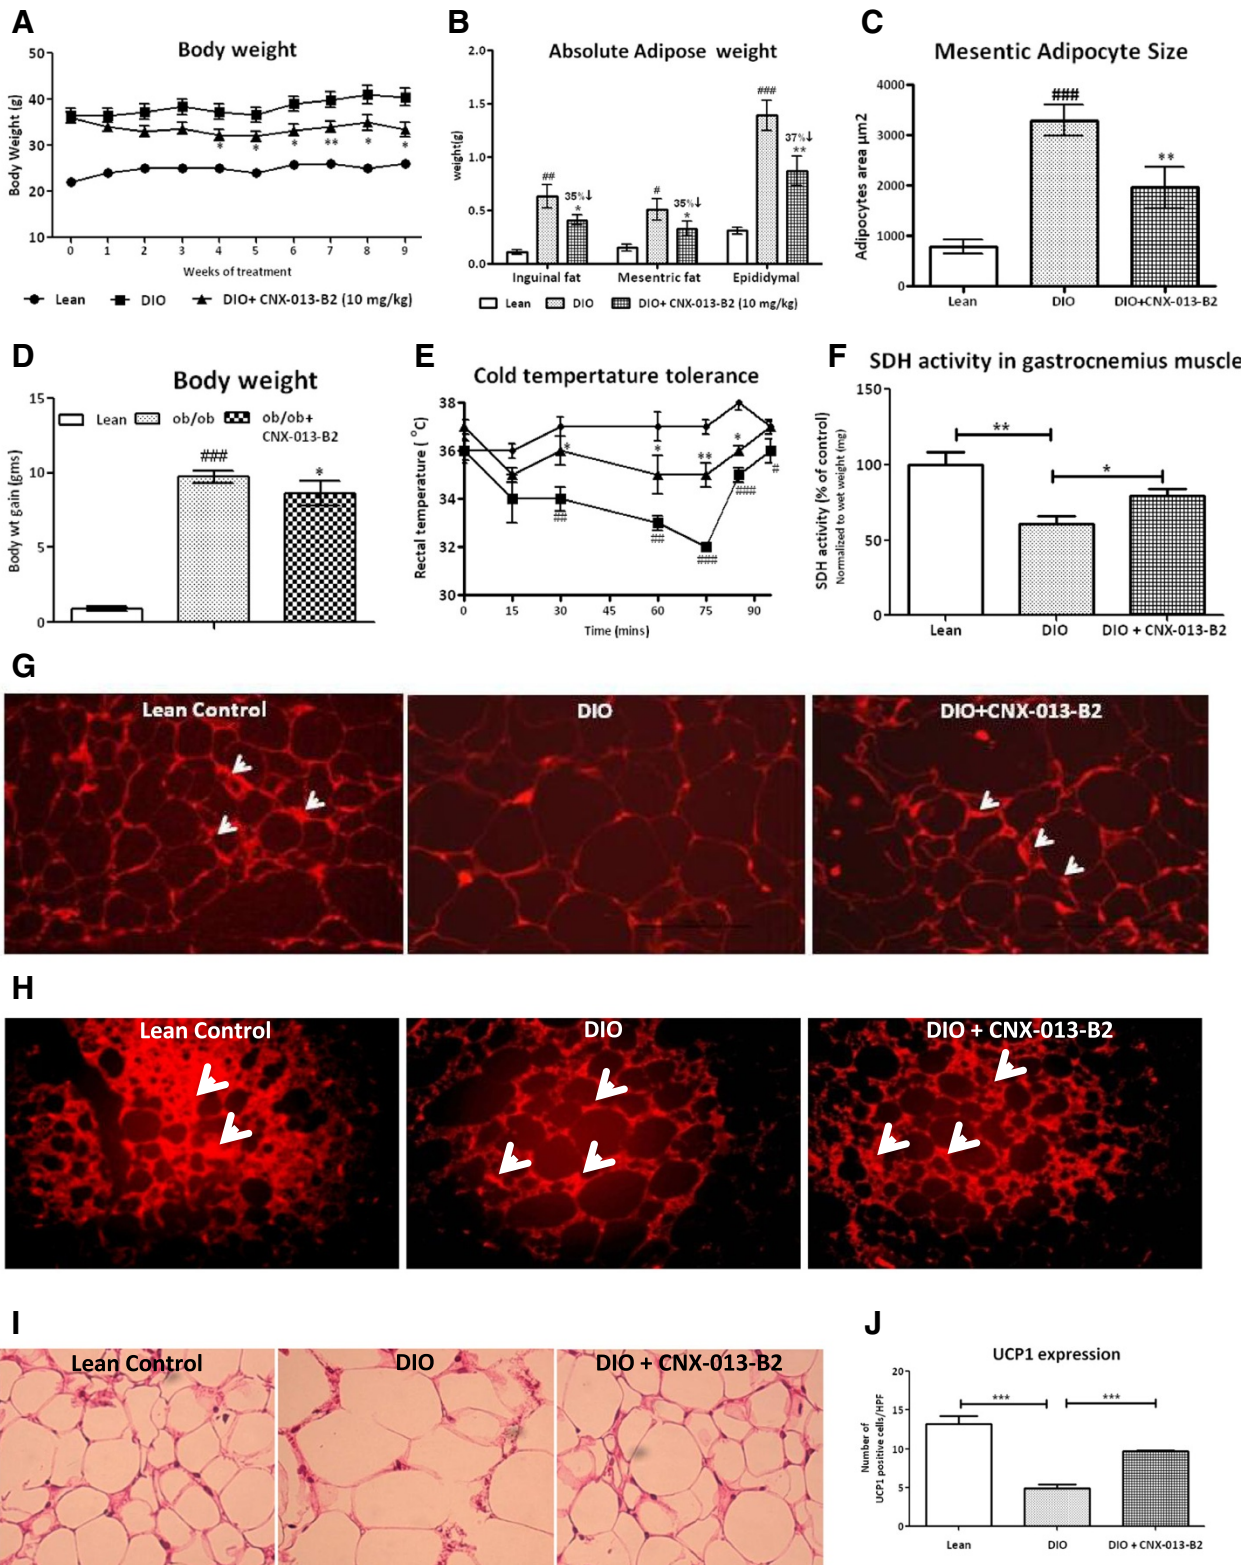 A
Body weight
Body Weight (g)
50
40
30
20
10
* * * ** * *
0 1 2 3 4 5 6 7 8 9
Weeks of treatment
Lean DIO DIO+ CNX-013-B2 (10 mg/kg)
B
Absolute Adipose weight
weight(g)
2.0
1.5
1.0
0.5
0.0
## 35%↓ *
# 35%↓ *
### 37%↓ **
Inguinal fat Mesentric fat Epididymal
Lean DIO DIO+ CNX-013-B2 (10 mg/kg)
C
Mesentic Adipocyte Size
Adipocytes area µm2
4000
3000
2000
1000
0
###
**
Lean DIO DIO+CNX-013-B2
D
Body weight
Body wt gain (gms)
15
10
5
0
Lean ob/ob ob/ob+
CNX-013-B2
###
*
E
Cold tempertature tolerance
Rectal temperature ( °C)
38
36
34
32
30
* * ** *
## ## ### ### #
0 15 30 45 60 75 90
Time (mins)
F
SDH activity in gastrocnemius muscle
SDH activity (% of control)
Normalized to wet weight (mg)
150
100
50
0
**
*
Lean DIO DIO + CNX-013-B2
G
Lean Control
DIO
DIO+CNX-013-B2
H
Lean Control
DIO
DIO + CNX-013-B2
I
Lean Control
DIO
DIO + CNX-013-B2
J
UCP1 expression
Number of
UCP1 positive cells/HPF
20
15
10
5
0
*** ***
Lean DIO DIO + CNX-013-B2